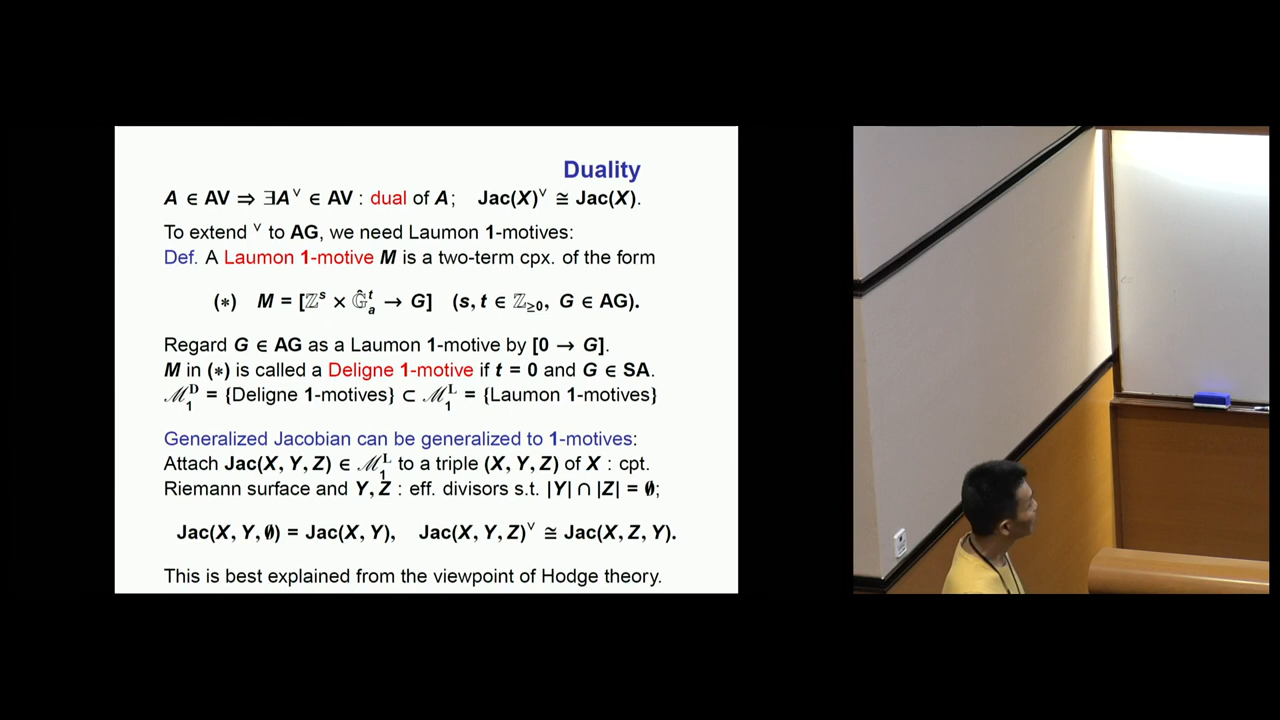 Duality
A ∈ AV ⇒ ∃A^∨ ∈ AV : dual of A;   Jac(X)^∨ ≅ Jac(X).
To extend ^∨ to AG, we need Laumon 1-motives:
Def. A Laumon 1-motive M is a two-term cpx. of the form
(∗)   M = [ℤ^s × Ĝ_a^t → G]   (s, t ∈ ℤ_≥0, G ∈ AG).
Regard G ∈ AG as a Laumon 1-motive by [0 → G].
M in (∗) is called a Deligne 1-motive if t = 0 and G ∈ SA.
ℳ_1^D = {Deligne 1-motives} ⊂ ℳ_1^L = {Laumon 1-motives}
Generalized Jacobian can be generalized to 1-motives:
Attach Jac(X, Y, Z) ∈ ℳ_1^L to a triple (X, Y, Z) of X : cpt.
Riemann surface and Y, Z : eff. divisors s.t. |Y| ∩ |Z| = ∅;
Jac(X, Y, ∅) = Jac(X, Y),   Jac(X, Y, Z)^∨ ≅ Jac(X, Z, Y).
This is best explained from the viewpoint of Hodge theory.